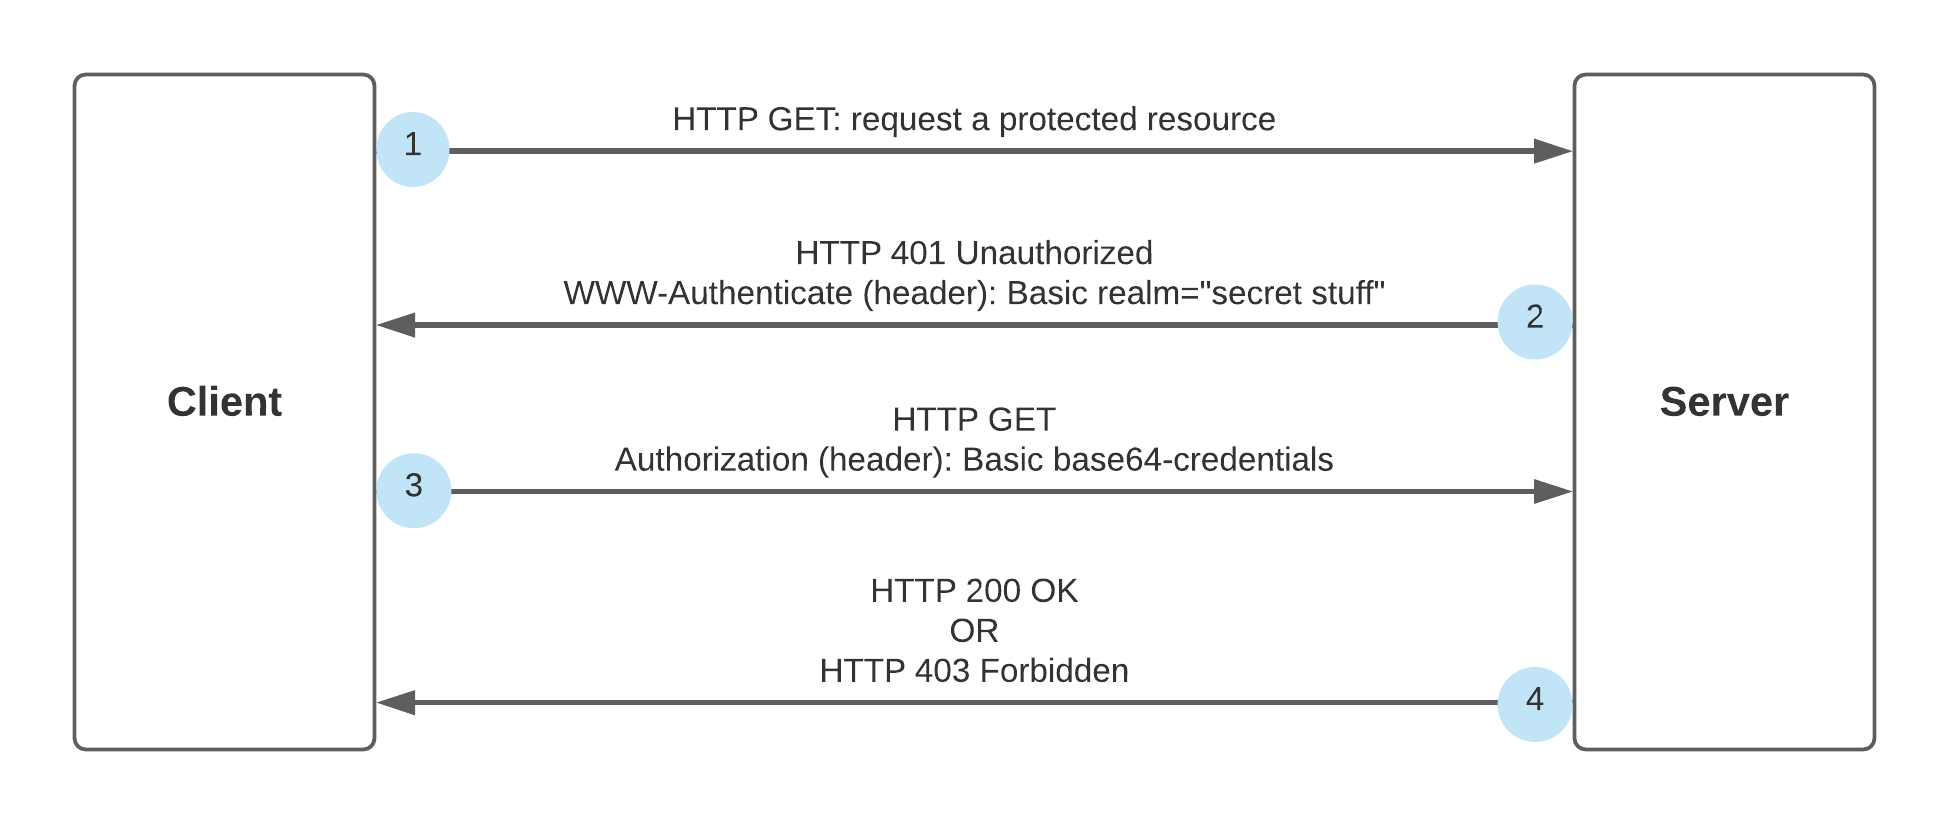 HTTP GET: request a protected resource
1
HTTP 401 Unauthorized
WWW-Authenticate (header): Basic realm="secret stuff"
2
Client
Server
HTTP GET
Authorization (header): Basic base64-credentials
3
HTTP 200 OK
OR
HTTP 403 Forbidden
4